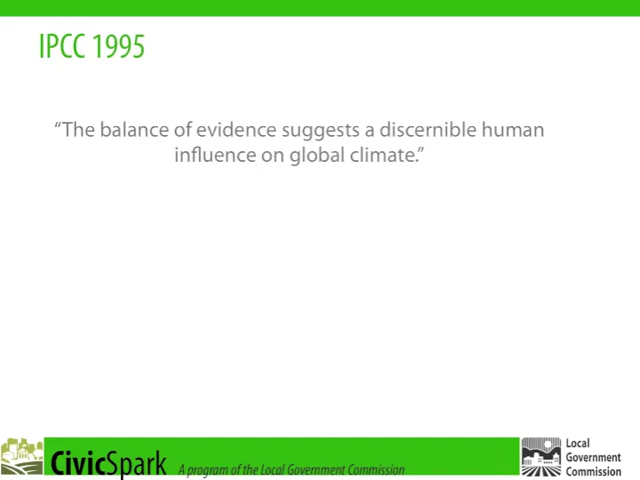 IPCC 1995
“The balance of evidence suggests a discernible human
influence on global climate.”
CivicSpark A program of the Local Government Commission
Local
Government
Commission